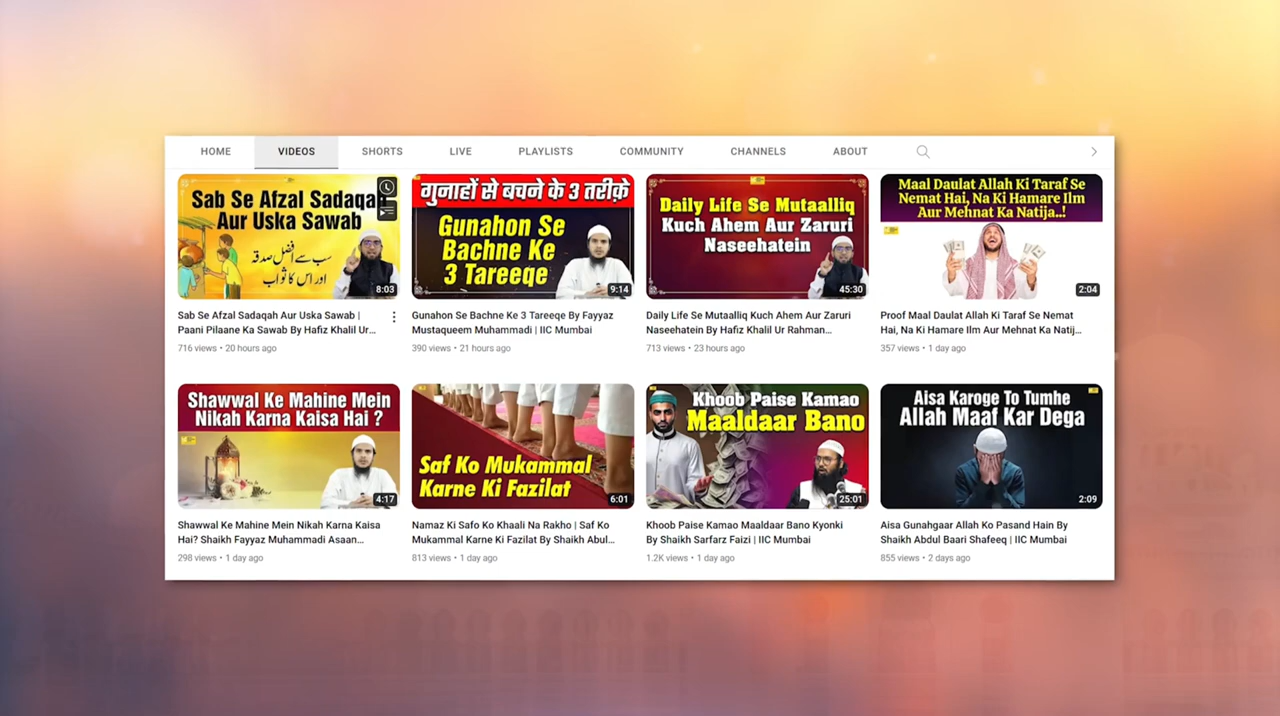 HOME VIDEOS SHORTS LIVE PLAYLISTS COMMUNITY CHANNELS ABOUT
Sab Se Afzal Sadaqah
Aur Uska Sawab
سب سے افضل صدقہ
اور اس کا ثواب
8:03
Sab Se Afzal Sadaqah Aur Uska Sawab |
Paani Pilaane Ka Sawab By Hafiz Khalil Ur...
716 views • 20 hours ago
गुनाहों से बचने के 3 तरीक़े
Gunahon Se
Bachne Ke
3 Tareeqe
9:14
Gunahon Se Bachne Ke 3 Tareeqe By Fayyaz
Mustaqueem Muhammadi | IIC Mumbai
390 views • 21 hours ago
Daily Life Se Mutaalliq
Kuch Ahem Aur Zaruri
Naseehatein
45:30
Daily Life Se Mutaalliq Kuch Ahem Aur Zaruri
Naseehatein By Hafiz Khalil Ur Rahman...
713 views • 23 hours ago
Maal Daulat Allah Ki Taraf Se
Nemat Hai, Na Ki Hamare Ilm
Aur Mehnat Ka Natija..!
2:04
Proof Maal Daulat Allah Ki Taraf Se Nemat
Hai, Na Ki Hamare Ilm Aur Mehnat Ka Natij...
357 views • 1 day ago
Shawwal Ke Mahine Mein
Nikah Karna Kaisa Hai ?
4:17
Shawwal Ke Mahine Mein Nikah Karna Kaisa
Hai? Shaikh Fayyaz Muhammadi Asaan...
298 views • 1 day ago
Saf Ko Mukammal
Karne Ki Fazilat
6:01
Namaz Ki Safo Ko Khaali Na Rakho | Saf Ko
Mukammal Karne Ki Fazilat By Shaikh Abul...
813 views • 1 day ago
Khoob Paise Kamao
Maaldaar Bano
25:01
Khoob Paise Kamao Maaldaar Bano Kyonki
By Shaikh Sarfarz Faizi | IIC Mumbai
1.2K views • 1 day ago
Aisa Karoge To Tumhe
Allah Maaf Kar Dega
2:09
Aisa Gunahgaar Allah Ko Pasand Hain By
Shaikh Abdul Baari Shafeeq | IIC Mumbai
855 views • 2 days ago